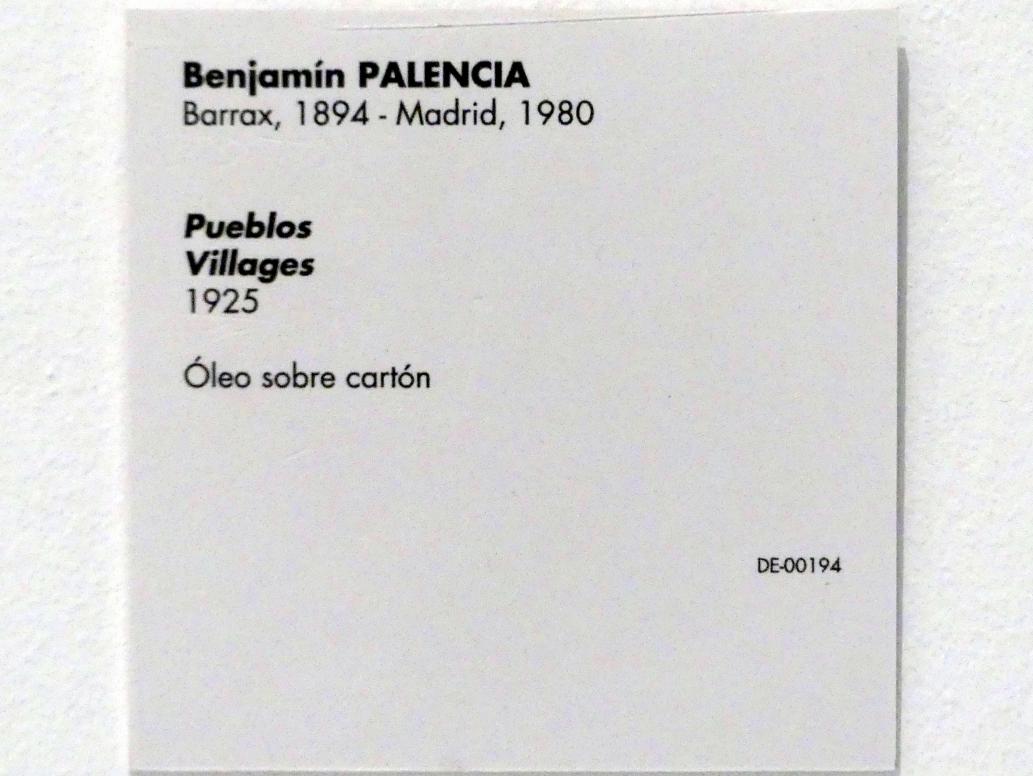 Benjamín PALENCIA
Barrax, 1894 - Madrid, 1980
Pueblos
Villages
1925
Óleo sobre cartón
DE-00194